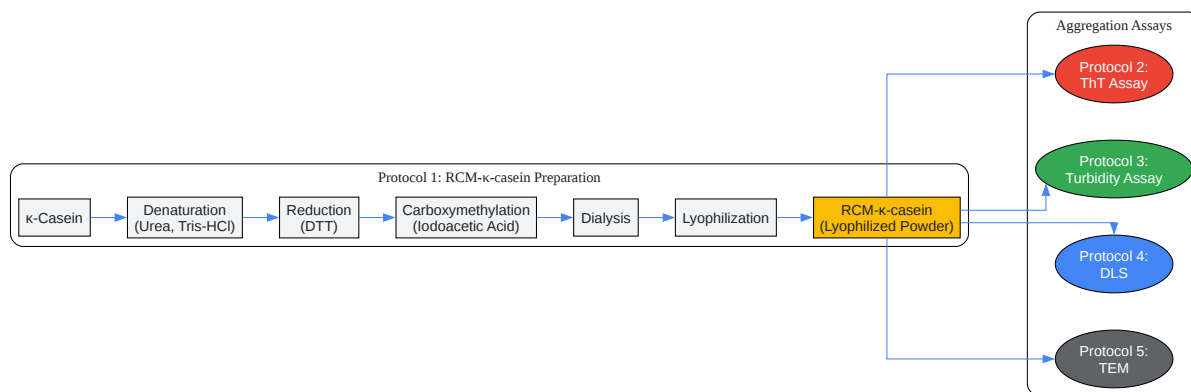 Aggregation Assays
Protocol 2:
ThT Assay
Protocol 3:
Turbidity Assay
Protocol 4:
DLS
Protocol 5:
TEM
Protocol 1: RCM-κ-casein Preparation
κ-Casein
Denaturation
(Urea, Tris-HCl)
Reduction
(DTT)
Carboxymethylation
(Iodoacetic Acid)
Dialysis
Lyophilization
RCM-κ-casein
(Lyophilized Powder)